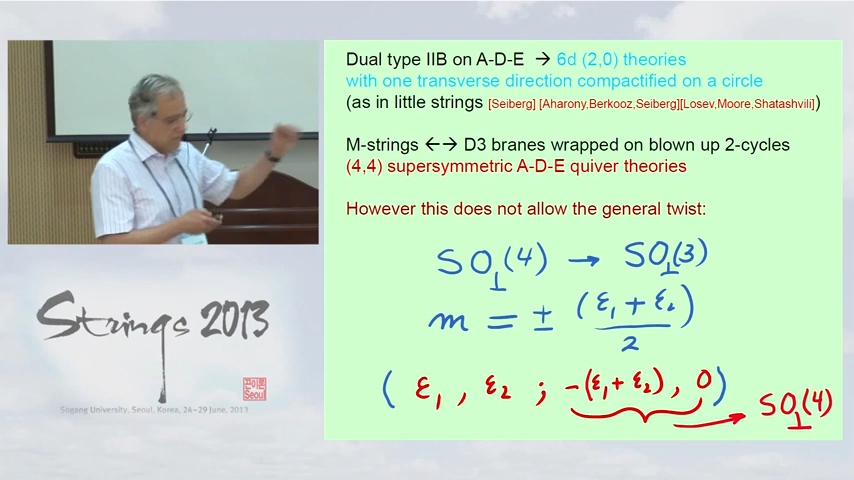 Dual type IIB on A-D-E → 6d (2,0) theories
with one transverse direction compactified on a circle
(as in little strings [Seiberg] [Aharony,Berkooz,Seiberg][Losev,Moore,Shatashvili])
M-strings ←→ D3 branes wrapped on blown up 2-cycles
(4,4) supersymmetric A-D-E quiver theories
However this does not allow the general twist:
SO⊥(4) → SO⊥(3)
m = ± (ε₁ + ε₂)/2
( ε₁ , ε₂ ; -(ε₁+ε₂) , 0 ) → SO⊥(4)
Strings 2013
Seoul
Sogang University, Seoul, Korea, 24-29 June, 2013